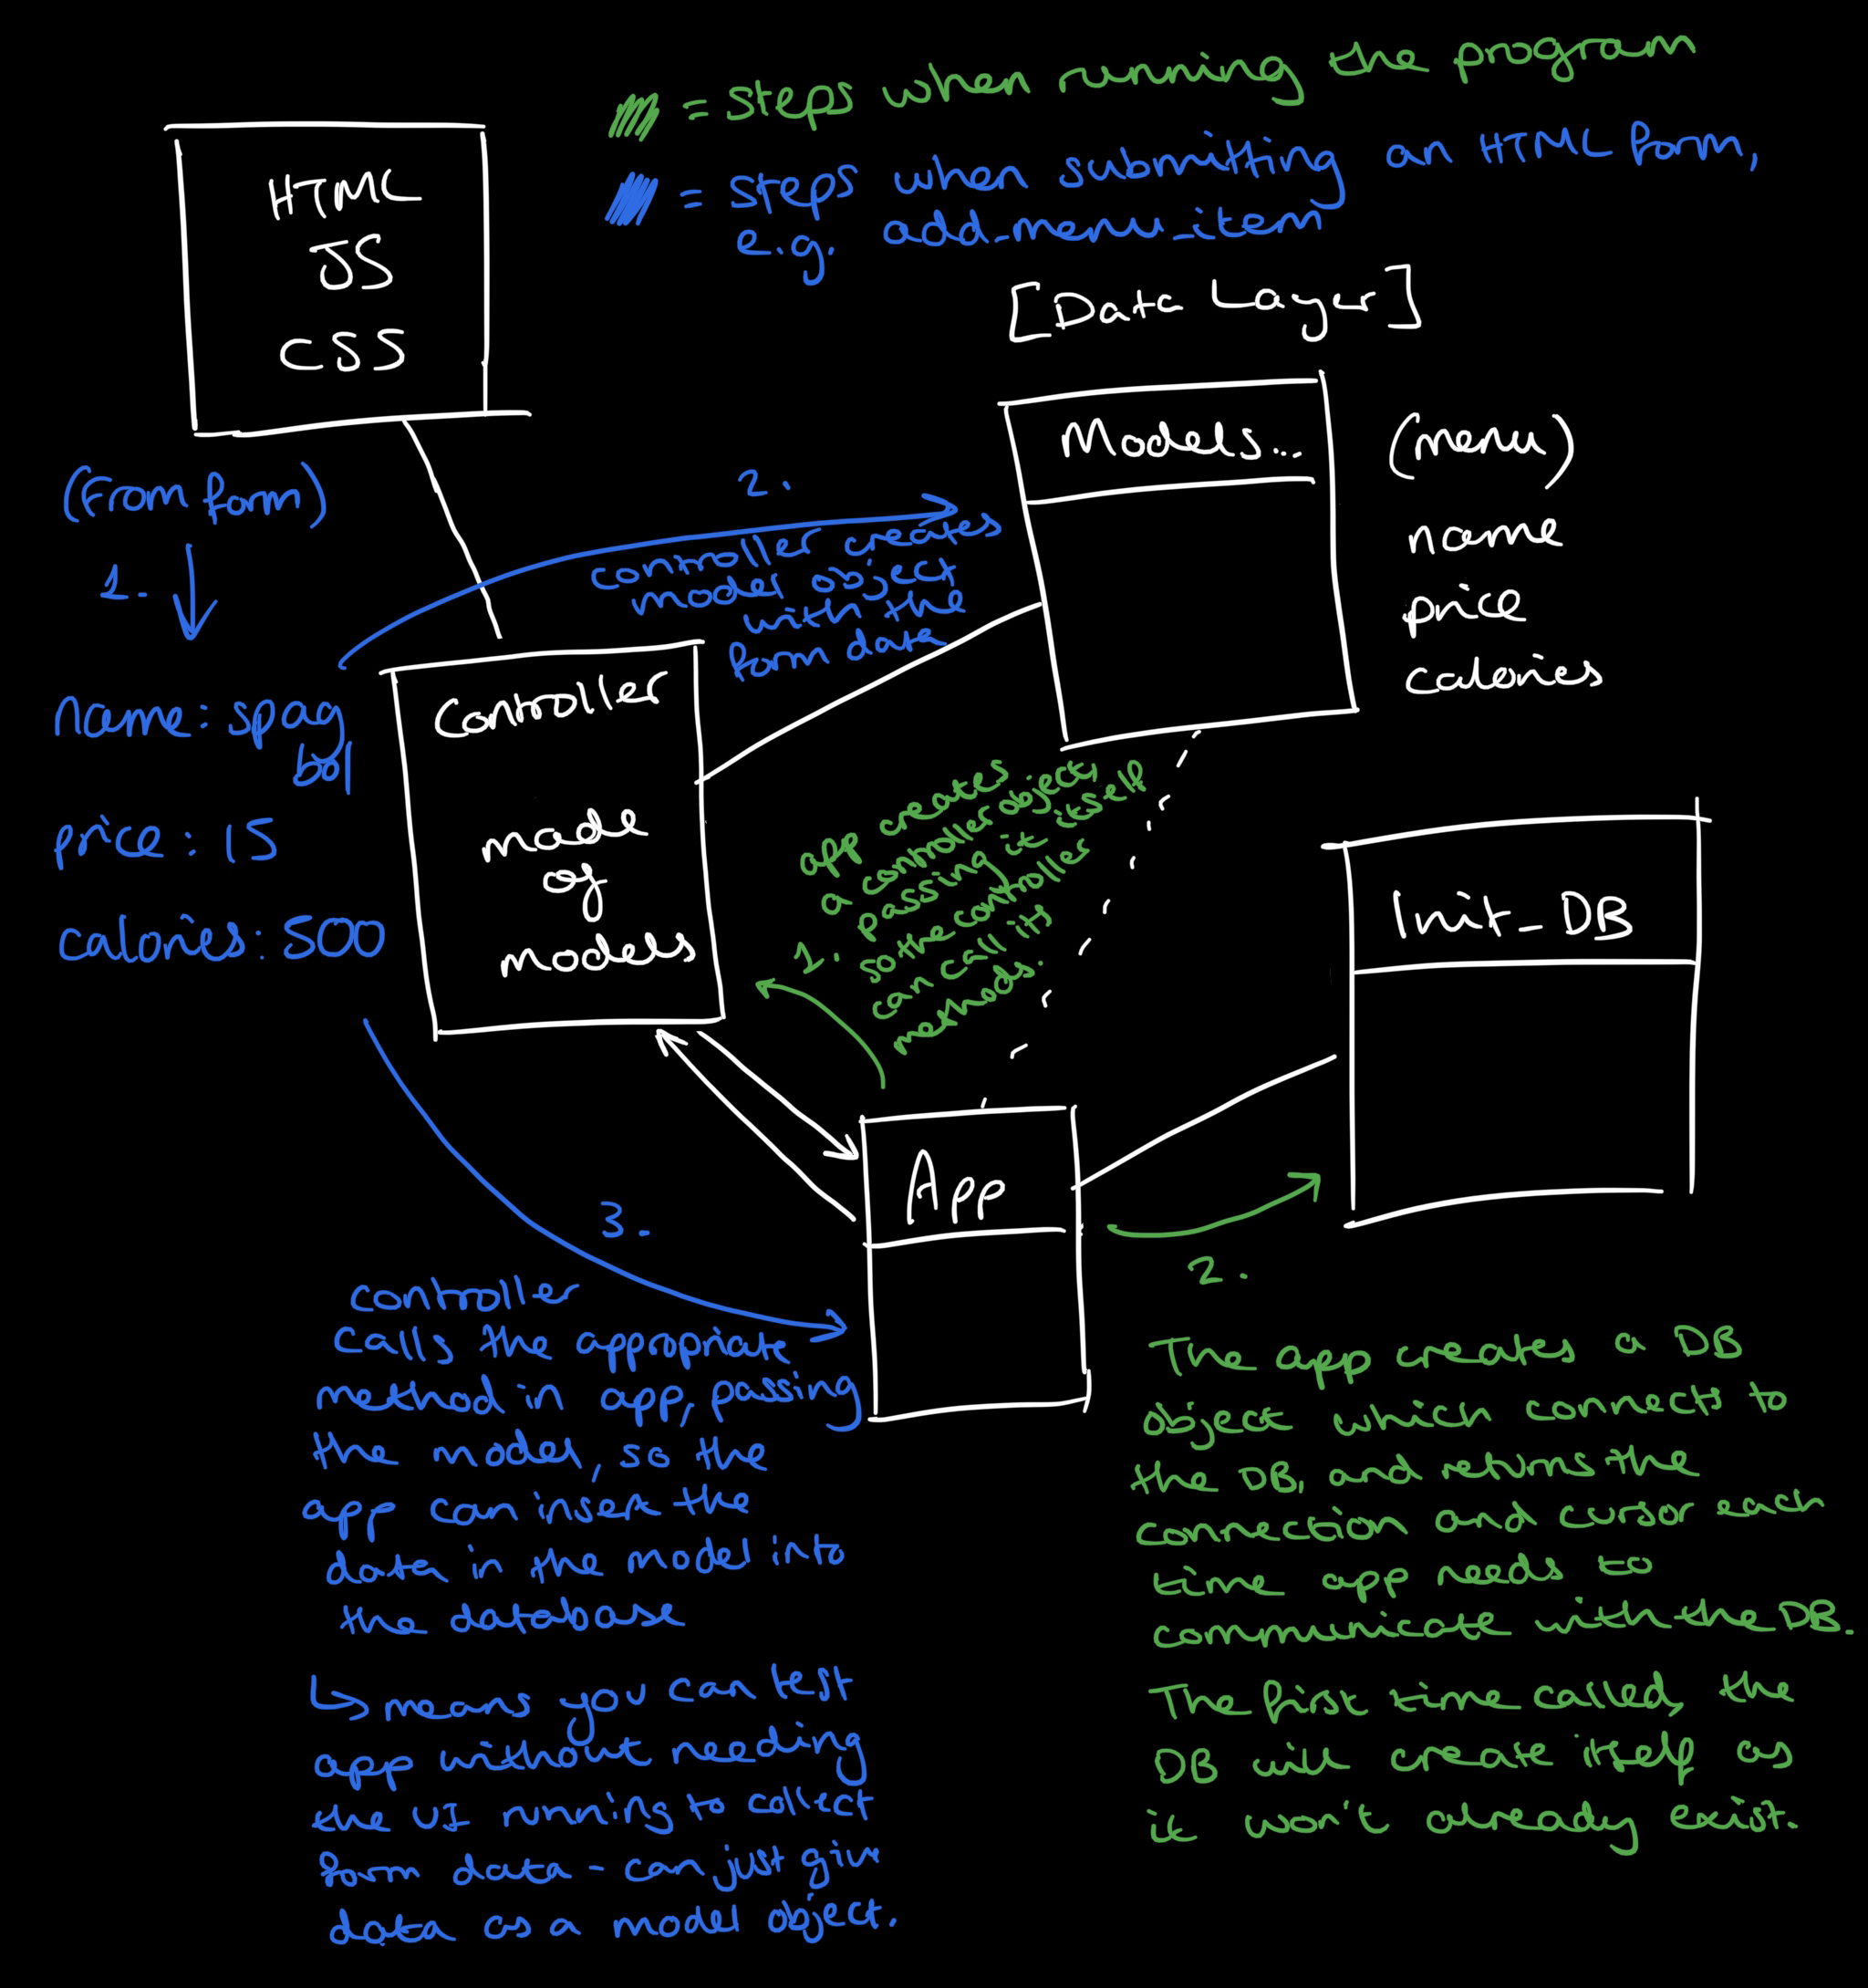 = steps when running the program
= steps when submitting an HTML form,
e.g. add_menu_item
HTML
JS
CSS
[Data Layer]
Models...
(menu)
name
price
calories
(From form)
1.
name: spag
bol
price: 15
calories: 500
2.
controller creates
model object
with the
form data
Controller
made
of
models
1. app creates
a controller object,
passing it itself
so the controller
can call its
methods.
Init_DB
App
2.
The app creates a DB
object which connects to
the DB, and returns the
connection and cursor each
time app needs to
communicate with the DB.
The first time called, the
DB will create itself as
it won't already exist.
3.
controller
calls the appropriate
method in app, passing
the model, so the
app can insert the
data in the model into
the database
↳ means you can test
app without needing
the UI running to collect
form data - can just give
data as a model object.